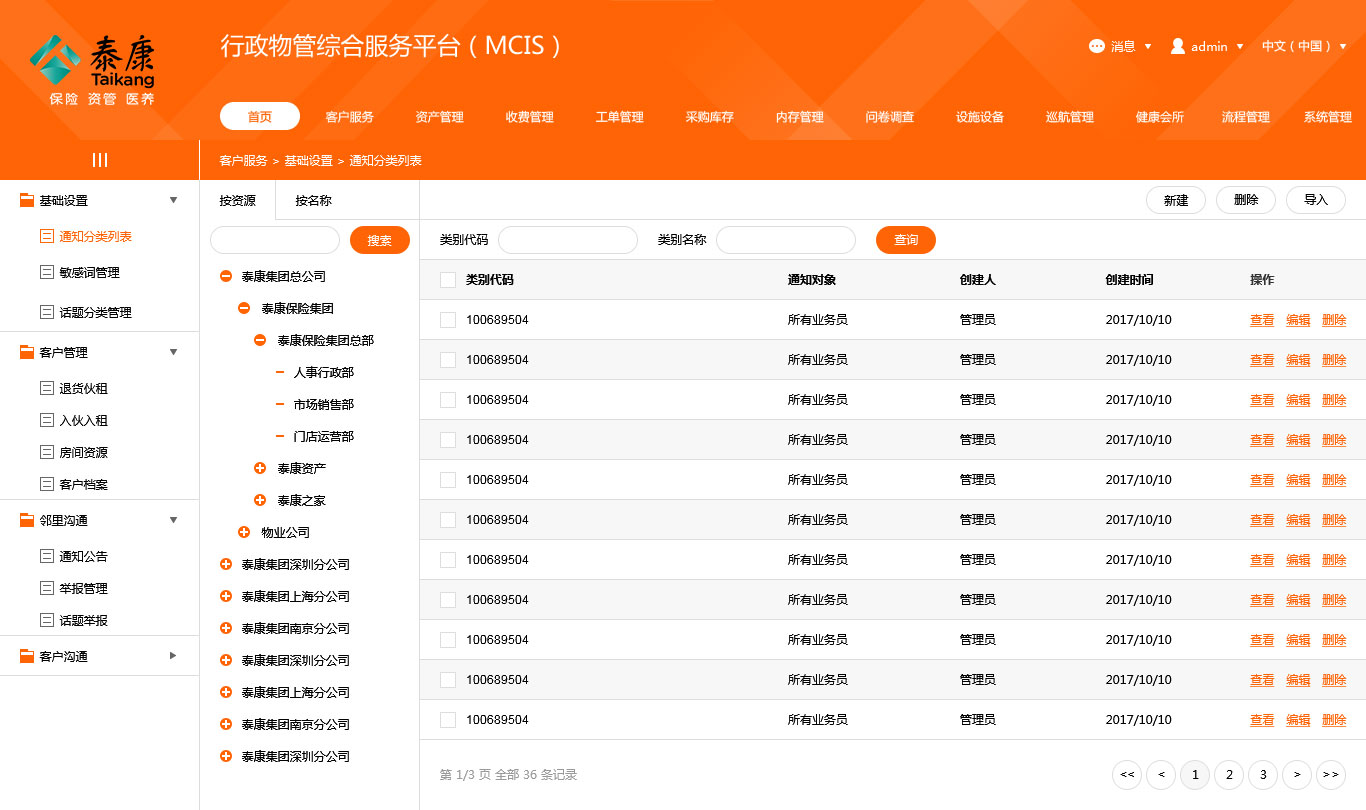 泰康
Taikang
保险 资管 医养
行政物管综合服务平台（MCIS）
消息 admin 中文（中国）
首页 客户服务 资产管理 收费管理 工单管理 采购库存 内存管理 问卷调查 设施设备 巡航管理 健康会所 流程管理 系统管理
客户服务 > 基础设置 > 通知分类列表
基础设置
通知分类列表
敏感词管理
话题分类管理
客户管理
退货伙租
入伙入租
房间资源
客户档案
邻里沟通
通知公告
举报管理
话题举报
客户沟通
按资源 按名称
搜索
泰康集团总公司
泰康保险集团
泰康保险集团总部
人事行政部
市场销售部
门店运营部
泰康资产
泰康之家
物业公司
泰康集团深圳分公司
泰康集团上海分公司
泰康集团南京分公司
泰康集团深圳分公司
泰康集团上海分公司
泰康集团南京分公司
泰康集团深圳分公司
新建 删除 导入
类别代码 类别名称 查询
类别代码 通知对象 创建人 创建时间 操作
100689504 所有业务员 管理员 2017/10/10 查看 编辑 删除
100689504 所有业务员 管理员 2017/10/10 查看 编辑 删除
100689504 所有业务员 管理员 2017/10/10 查看 编辑 删除
100689504 所有业务员 管理员 2017/10/10 查看 编辑 删除
100689504 所有业务员 管理员 2017/10/10 查看 编辑 删除
100689504 所有业务员 管理员 2017/10/10 查看 编辑 删除
100689504 所有业务员 管理员 2017/10/10 查看 编辑 删除
100689504 所有业务员 管理员 2017/10/10 查看 编辑 删除
100689504 所有业务员 管理员 2017/10/10 查看 编辑 删除
100689504 所有业务员 管理员 2017/10/10 查看 编辑 删除
100689504 所有业务员 管理员 2017/10/10 查看 编辑 删除
第 1/3 页 全部 36 条记录 << < 1 2 3 > >>